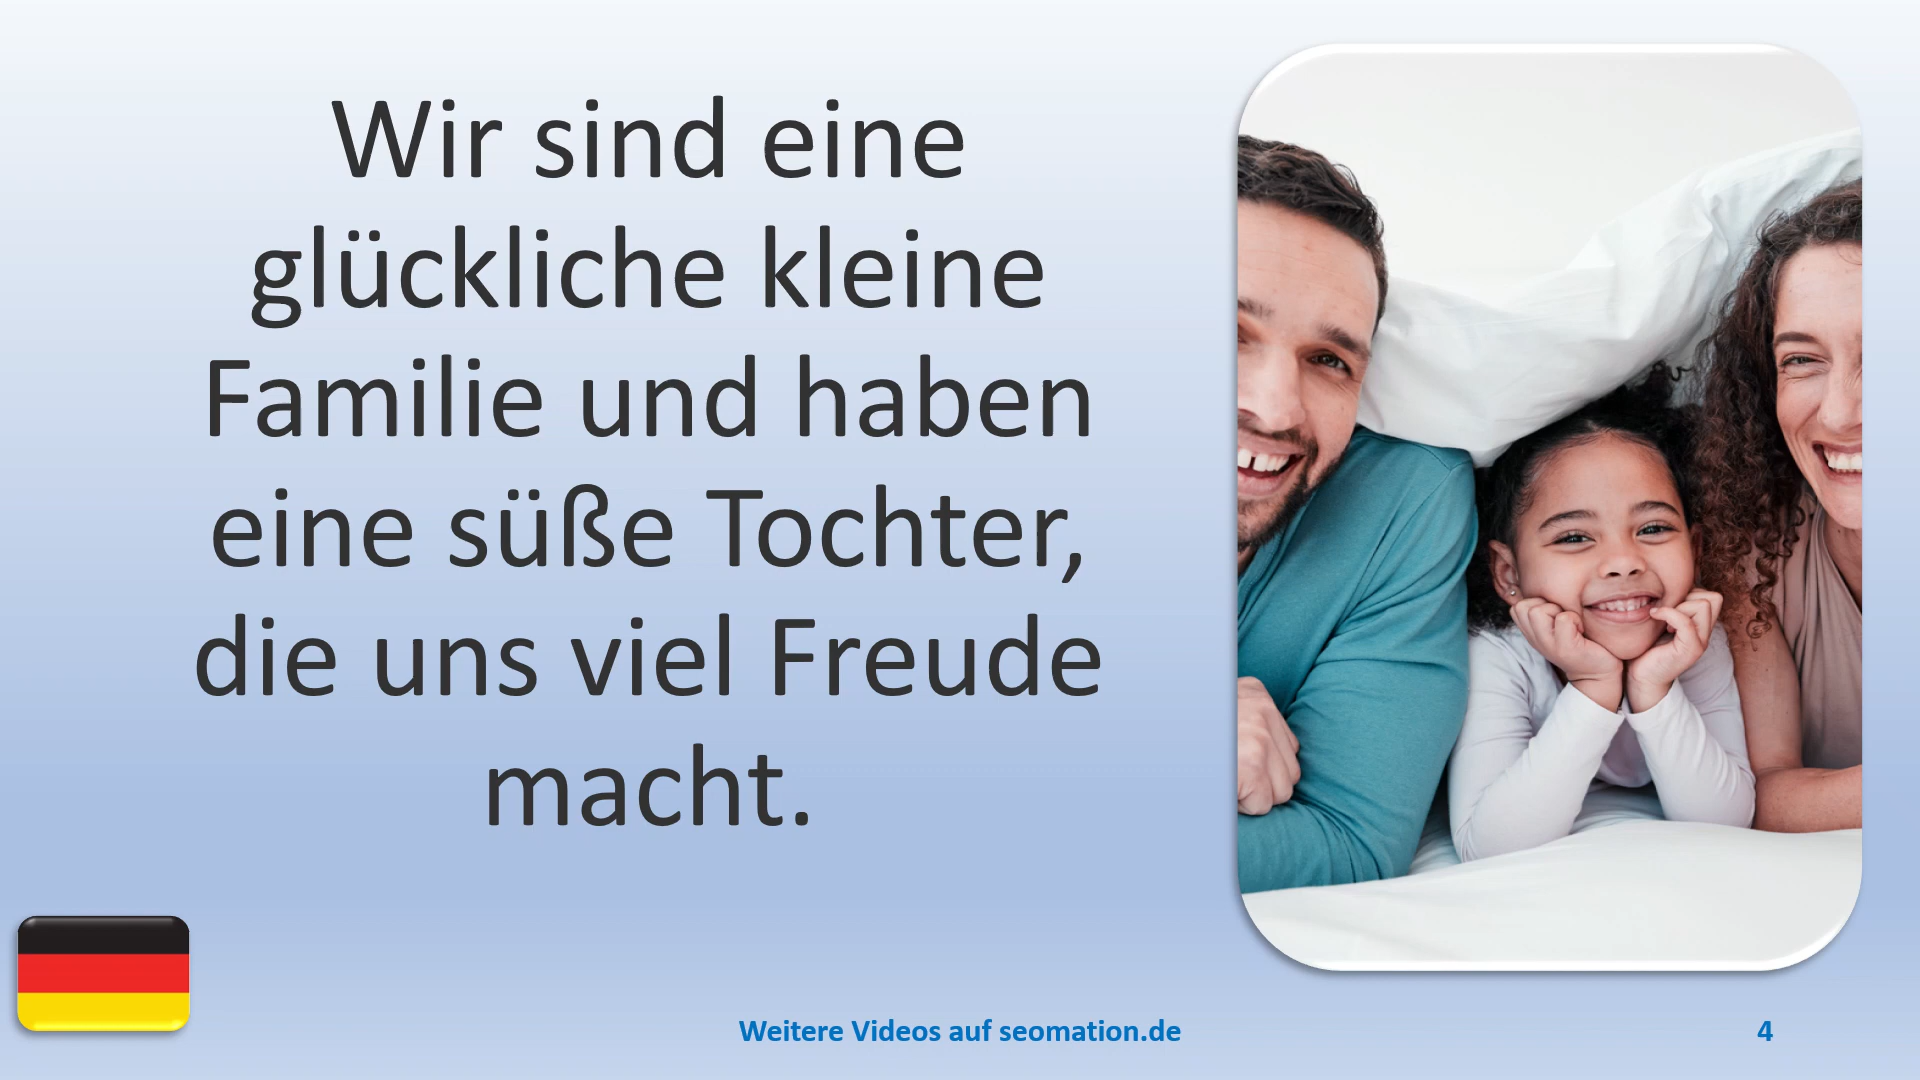 Wir sind eine
glückliche kleine
Familie und haben
eine süße Tochter,
die uns viel Freude
macht.
Weitere Videos auf seomation.de
4